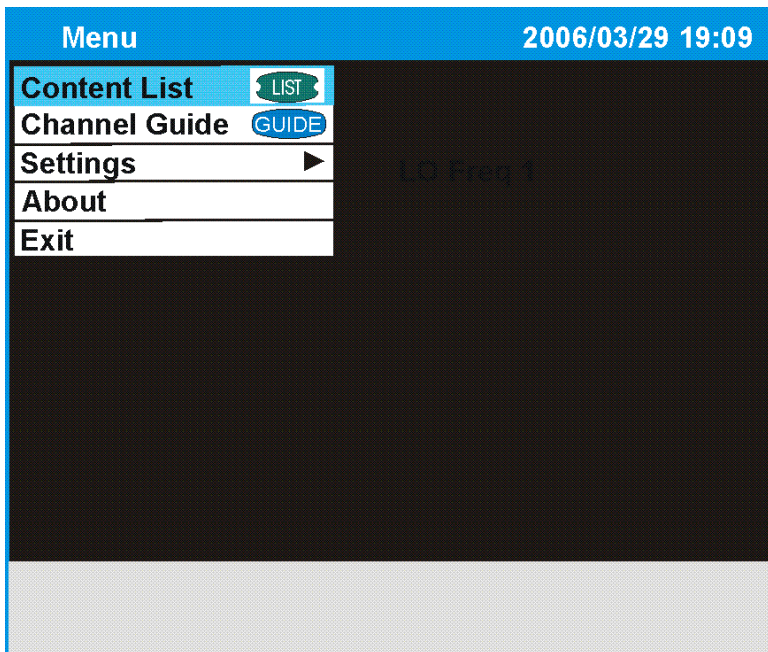 Menu 2006/03/29 19:09
Content List LIST
Channel Guide GUIDE
Settings
LO Freq 1
About
Exit